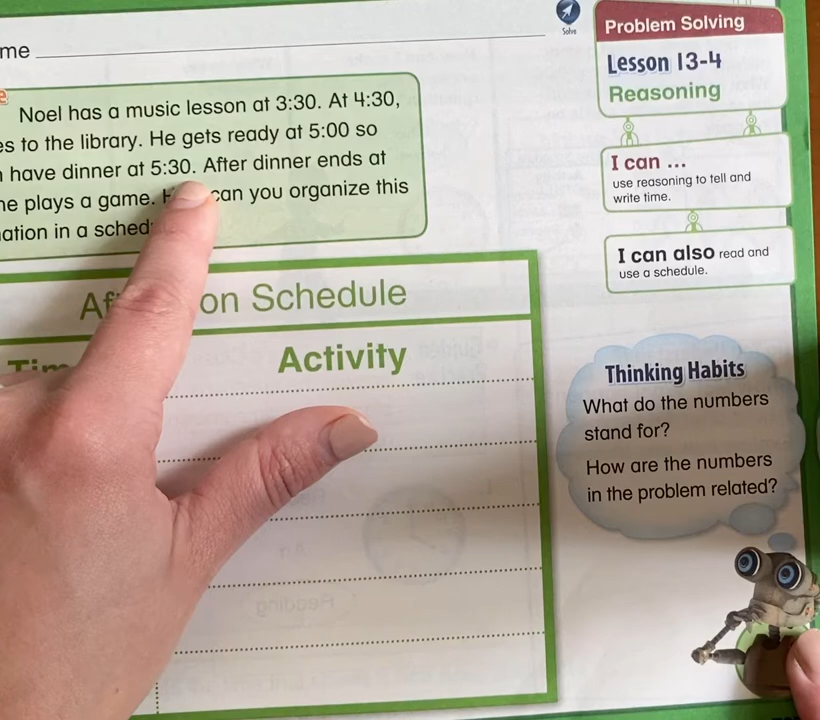 me
Solve
Problem Solving
Lesson 13-4
Reasoning
Noel has a music lesson at 3:30. At 4:30,
es to the library. He gets ready at 5:00 so
have dinner at 5:30. After dinner ends at
he plays a game. can you organize this
ation in a sched
I can ...
use reasoning to tell and
write time.
I can also read and
use a schedule.
Af on Schedule
Tim
Activity
Thinking Habits
What do the numbers
stand for?
How are the numbers
in the problem related?